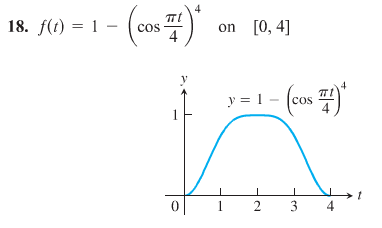 18. f(t) = 1 − (cos πt/4)⁴ on [0, 4]
y
y = 1 − (cos πt/4)⁴
1
0 1 2 3 4 t